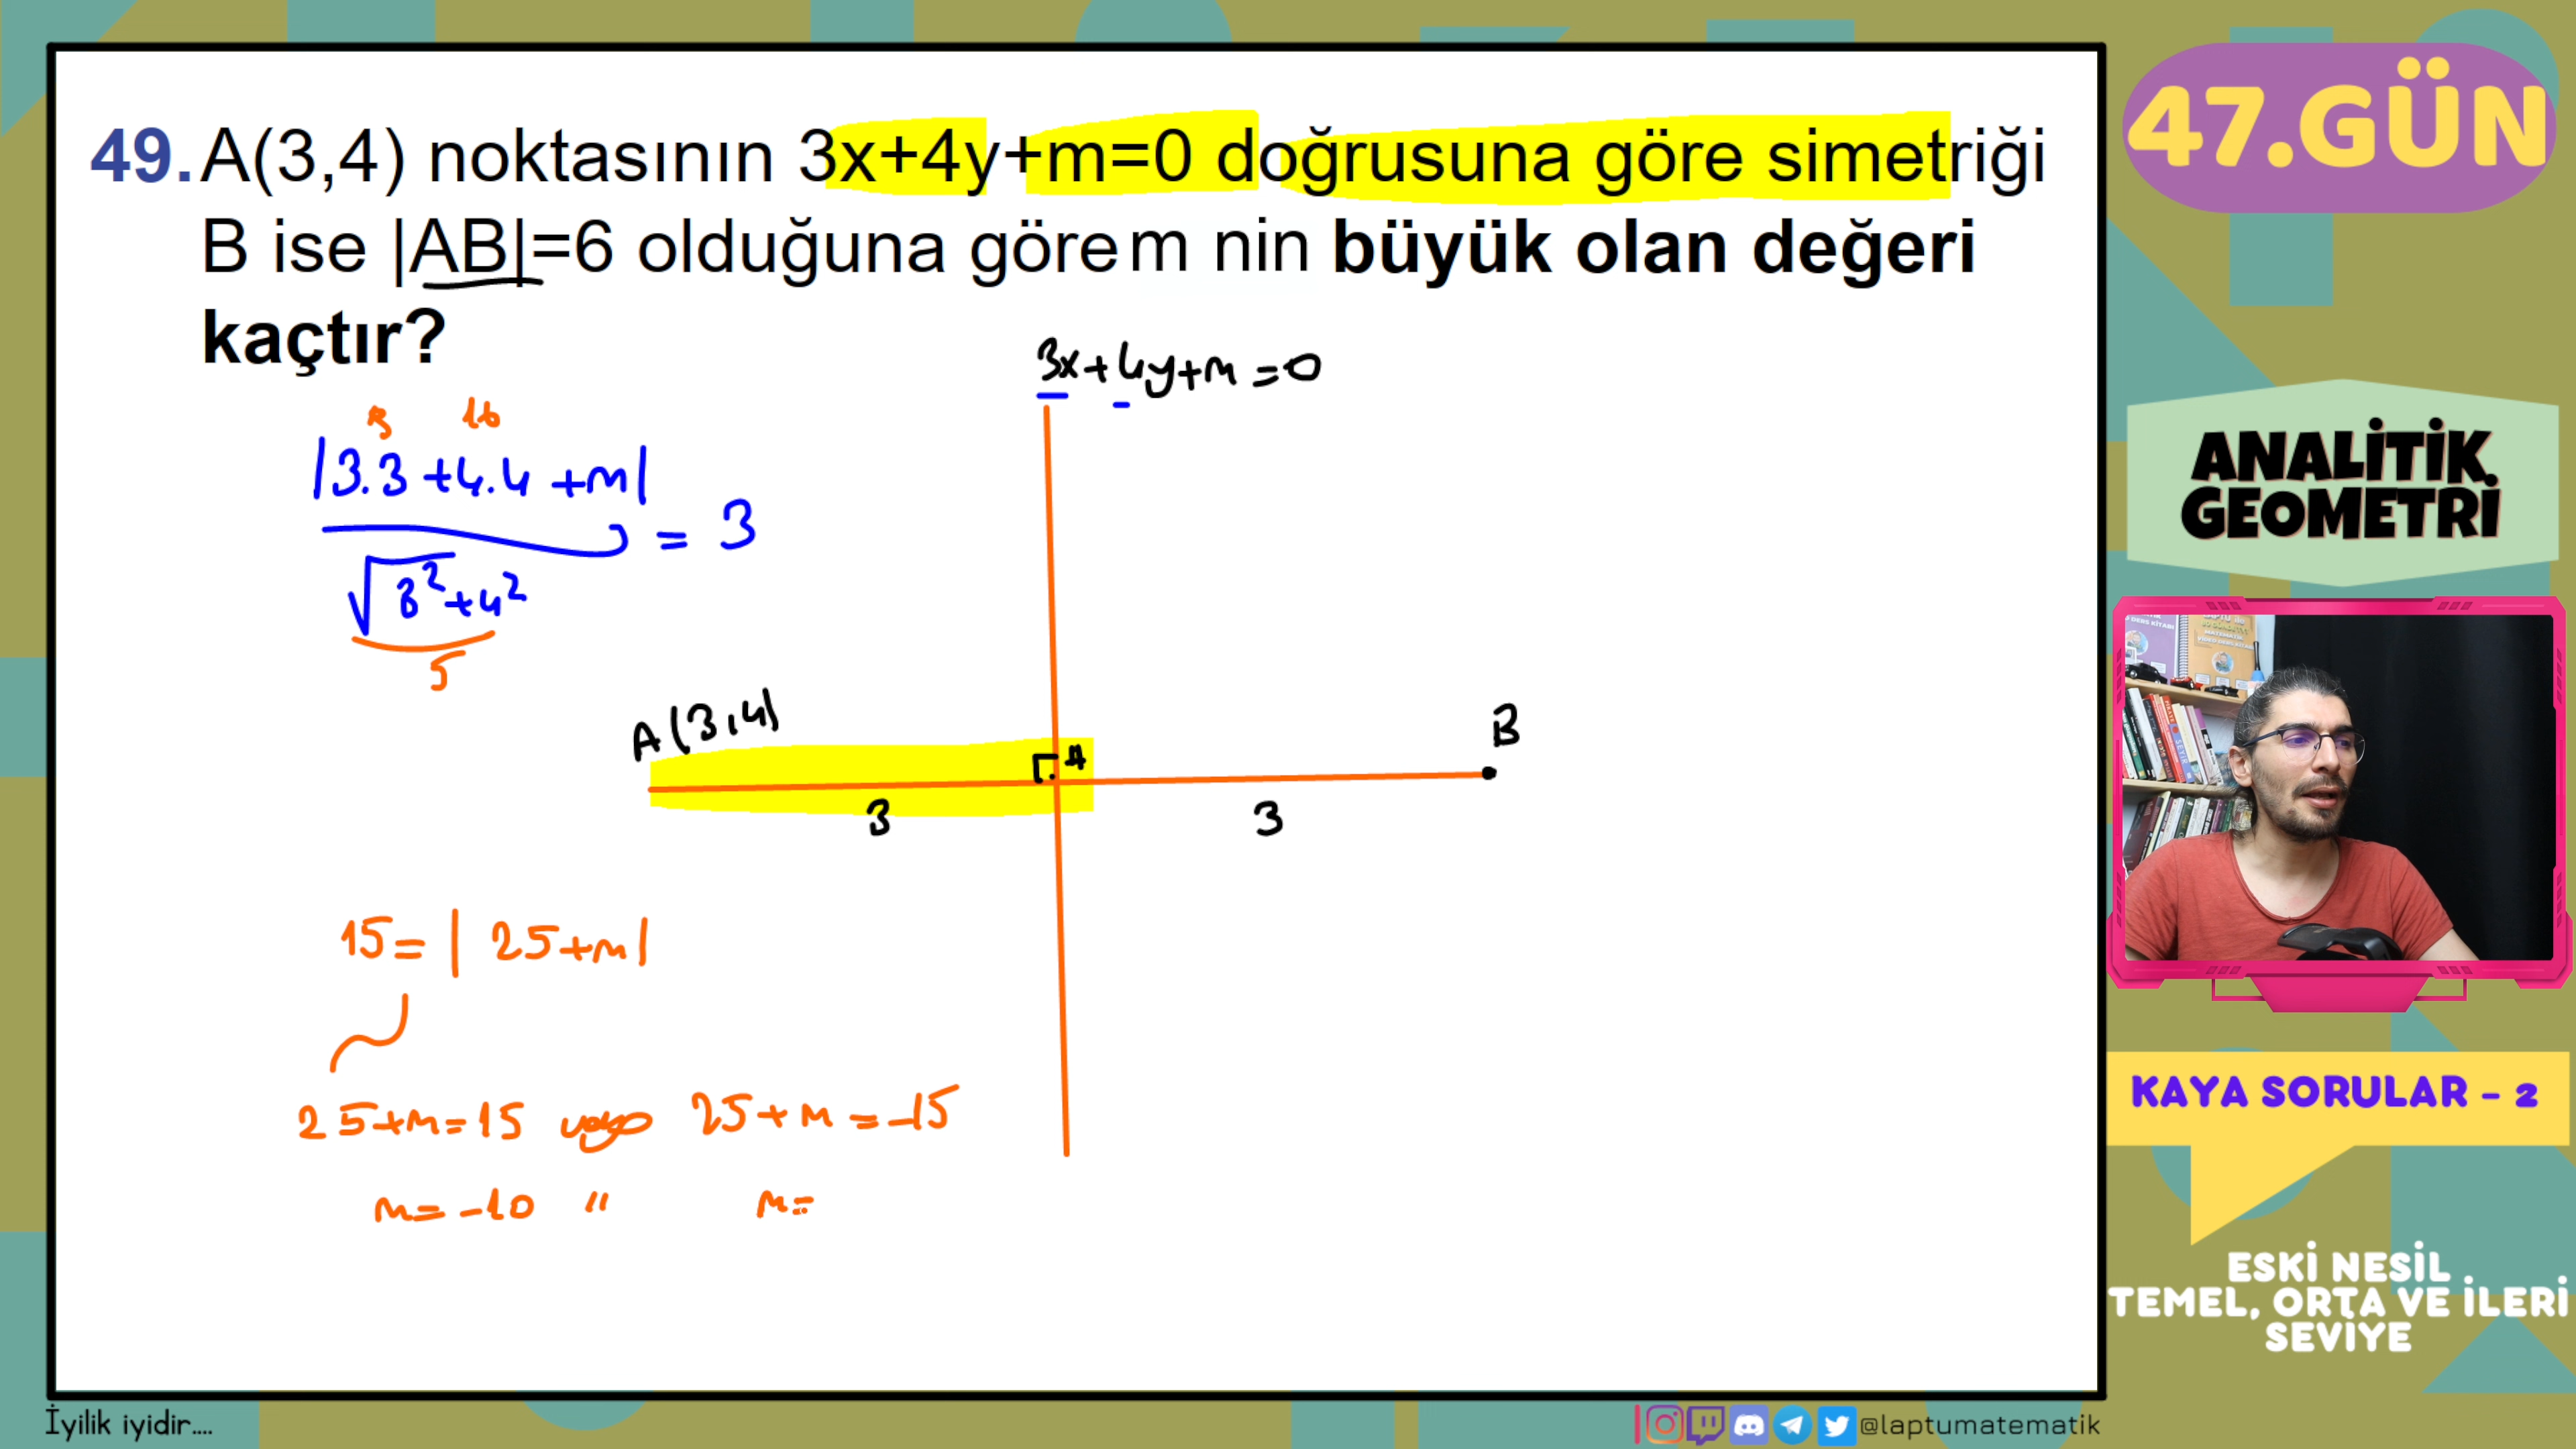 49. A(3,4) noktasının 3x+4y+m=0 doğrusuna göre simetriği
B ise |AB|=6 olduğuna göre m nin büyük olan değeri
kaçtır?
3x+4y+m=0
9 16
|3.3+4.4+m|
= 3
√3²+4²
5
A(3,4)
B
H
3
3
15=|25+m|
25+m=15 veya 25+m=-15
m=-10 " m=
47.GÜN
ANALİTİK
GEOMETRİ
KAYA SORULAR - 2
ESKİ NESİL
TEMEL, ORTA VE İLERİ
SEVİYE
İyilik iyidir....
@laptumatematik